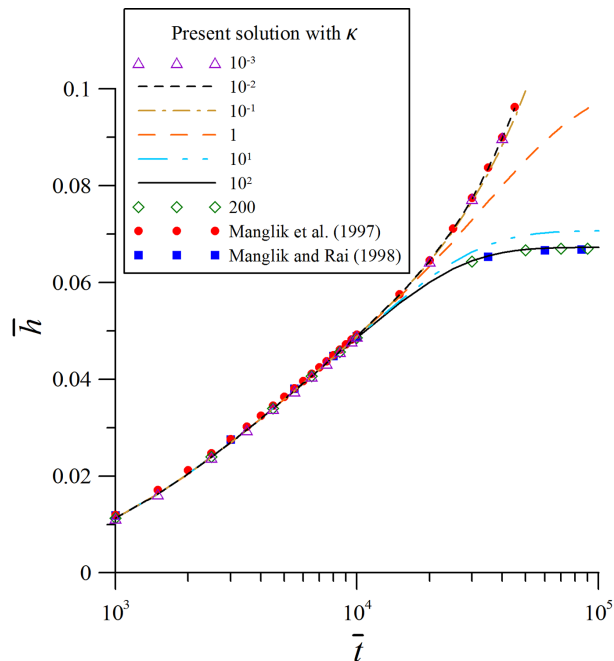 Present solution with κ
10⁻³
10⁻²
10⁻¹
1
10¹
10²
200
Manglik et al. (1997)
Manglik and Rai (1998)
0.1
0.08
0.06
0.04
0.02
0
h̅
10³ 10⁴ 10⁵
t̅